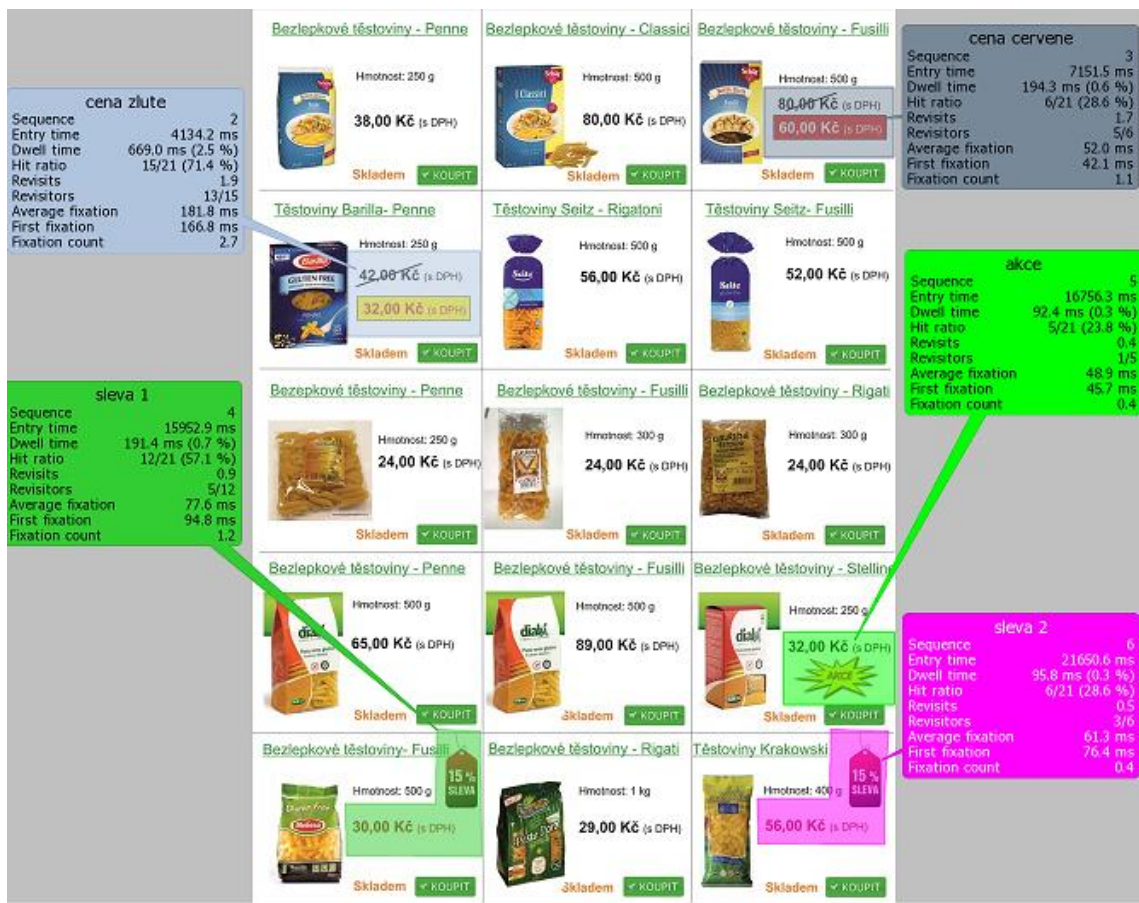 Bezlepkové těstoviny - Penne
Hmotnost: 250 g
38,00 Kč (s DPH)
Skladem KOUPIT
Bezlepkové těstoviny - Classici
Hmotnost: 500 g
80,00 Kč (s DPH)
Skladem KOUPIT
Bezlepkové těstoviny - Fusilli
Hmotnost: 500 g
80,00 Kč (s DPH)
60,00 Kč (s DPH)
Skladem KOUPIT
cena cervene
Sequence 3
Entry time 7151.5 ms
Dwell time 194.3 ms (0.6 %)
Hit ratio 6/21 (28.6 %)
Revisits 1.7
Revisitors 5/6
Average fixation 52.0 ms
First fixation 42.1 ms
Fixation count 1.1
cena zlute
Sequence 2
Entry time 4134.2 ms
Dwell time 669.0 ms (2.5 %)
Hit ratio 15/21 (71.4 %)
Revisits 1.9
Revisitors 13/15
Average fixation 181.8 ms
First fixation 166.8 ms
Fixation count 2.7
Těstoviny Barilla- Penne
Hmotnost: 250 g
42,00 Kč (s DPH)
32,00 Kč (s DPH)
Barilla
GLUTEN FREE
Skladem KOUPIT
Těstoviny Seitz - Rigatoni
Hmotnost: 500 g
56,00 Kč (s DPH)
Seitz
Skladem KOUPIT
Těstoviny Seitz- Fusilli
Hmotnost: 500 g
52,00 Kč (s DPH)
Seitz
Skladem KOUPIT
akce
Sequence 5
Entry time 16756.3 ms
Dwell time 92.4 ms (0.3 %)
Hit ratio 5/21 (23.8 %)
Revisits 0.4
Revisitors 1/5
Average fixation 48.9 ms
First fixation 45.7 ms
Fixation count 0.4
sleva 1
Sequence 4
Entry time 15952.9 ms
Dwell time 191.4 ms (0.7 %)
Hit ratio 12/21 (57.1 %)
Revisits 0.9
Revisitors 5/12
Average fixation 77.6 ms
First fixation 94.8 ms
Fixation count 1.2
Bezepkové těstoviny - Penne
Hmotnost: 250 g
24,00 Kč (s DPH)
Skladem KOUPIT
Bezlepkové těstoviny - Fusilli
Hmotnost: 300 g
24,00 Kč (s DPH)
Skladem KOUPIT
Bezlepkové těstoviny - Rigati
Hmotnost: 300 g
24,00 Kč (s DPH)
Skladem KOUPIT
Bezlepkové těstoviny - Penne
Hmotnost: 500 g
65,00 Kč (s DPH)
Skladem KOUPIT
Bezlepkové těstoviny - Fusilli
Hmotnost: 500 g
89,00 Kč (s DPH)
Skladem KOUPIT
Bezlepkové těstoviny - Stelline
Hmotnost: 250 g
32,00 Kč (s DPH)
AKCE
Skladem KOUPIT
sleva 2
Sequence 6
Entry time 21650.6 ms
Dwell time 95.8 ms (0.3 %)
Hit ratio 6/21 (28.6 %)
Revisits 0.5
Revisitors 3/6
Average fixation 61.3 ms
First fixation 76.4 ms
Fixation count 0.4
Bezlepkové těstoviny- Fusilli
15 %
SLEVA
Hmotnost: 500 g
30,00 Kč (s DPH)
Skladem KOUPIT
Bezlepkové těstoviny - Rigati
Hmotnost: 1 kg
29,00 Kč (s DPH)
Skladem KOUPIT
Těstoviny Krakowski
15 %
SLEVA
Hmotnost: 400 g
56,00 Kč (s DPH)
Skladem KOUPIT